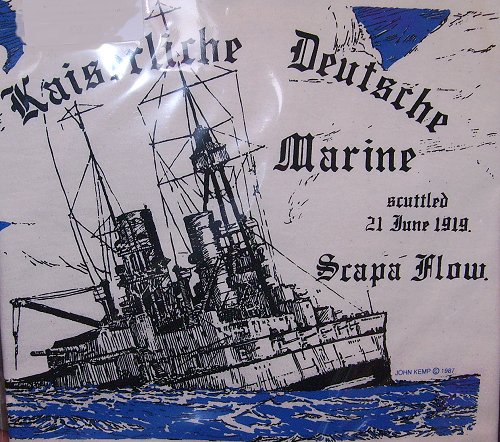 Kaiserliche Deutsche
Marine
scuttled
21 June 1919.
Scapa Flow.
JOHN KEMP © 1987